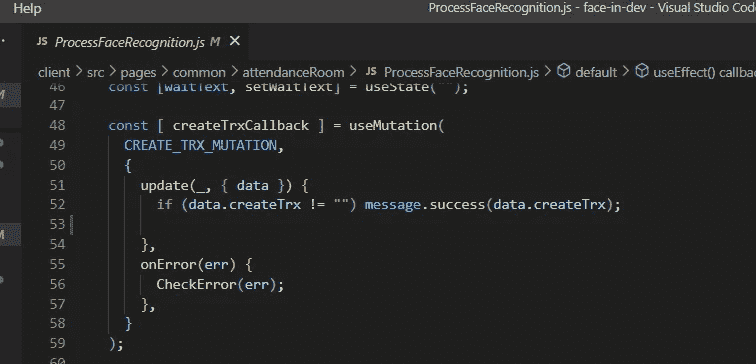 Help
ProcessFaceRecognition.js - face-in-dev - Visual Studio Code
JS ProcessFaceRecognition.js M ×
client > src > pages > common > attendanceRoom > JS ProcessFaceRecognition.js > default > useEffect() callba
46 const [waitText, setWaitText] = useState("");
47
48 const [ createTrxCallback ] = useMutation(
49 CREATE_TRX_MUTATION,
50 {
51 update(_, { data }) {
52 if (data.createTrx != "") message.success(data.createTrx);
53
54 },
55 onError(err) {
56 CheckError(err);
57 },
58 }
59 );
60